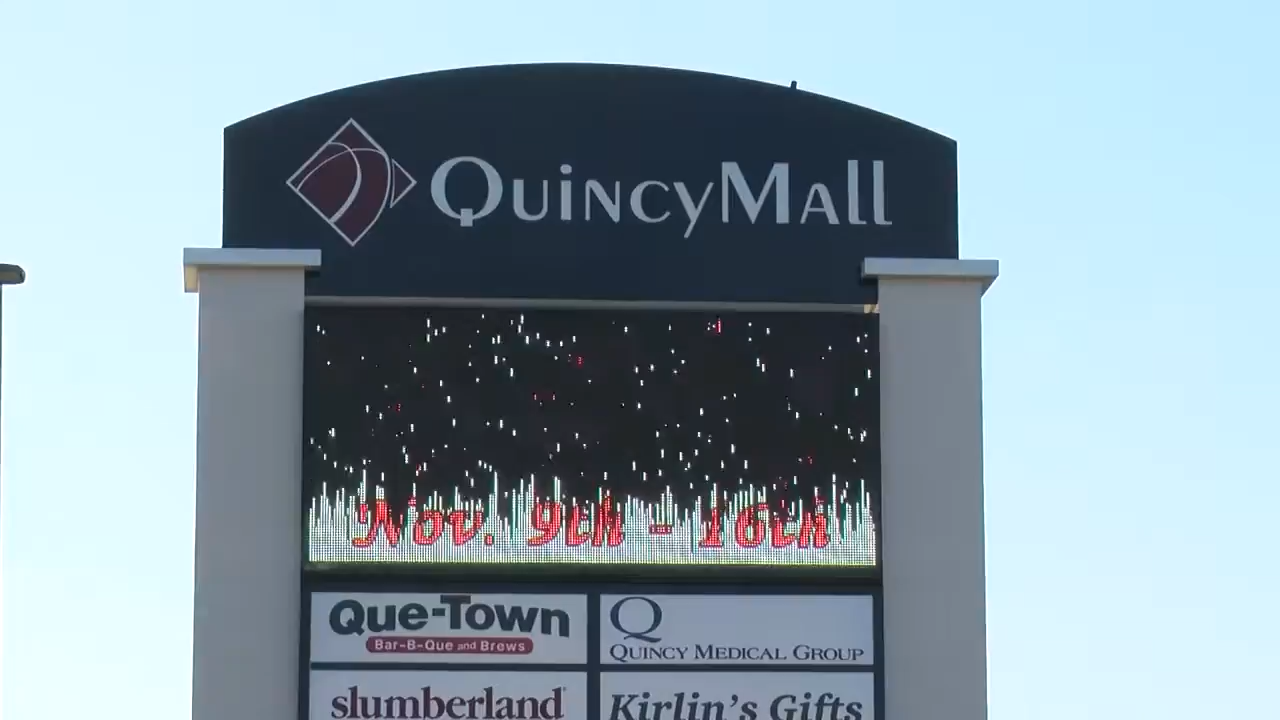 QuincyMall
Nov. 9th - 16th
Que-Town
Bar-B-Que and Brews
Q
Quincy Medical Group
slumberland
Kirlin's Gifts